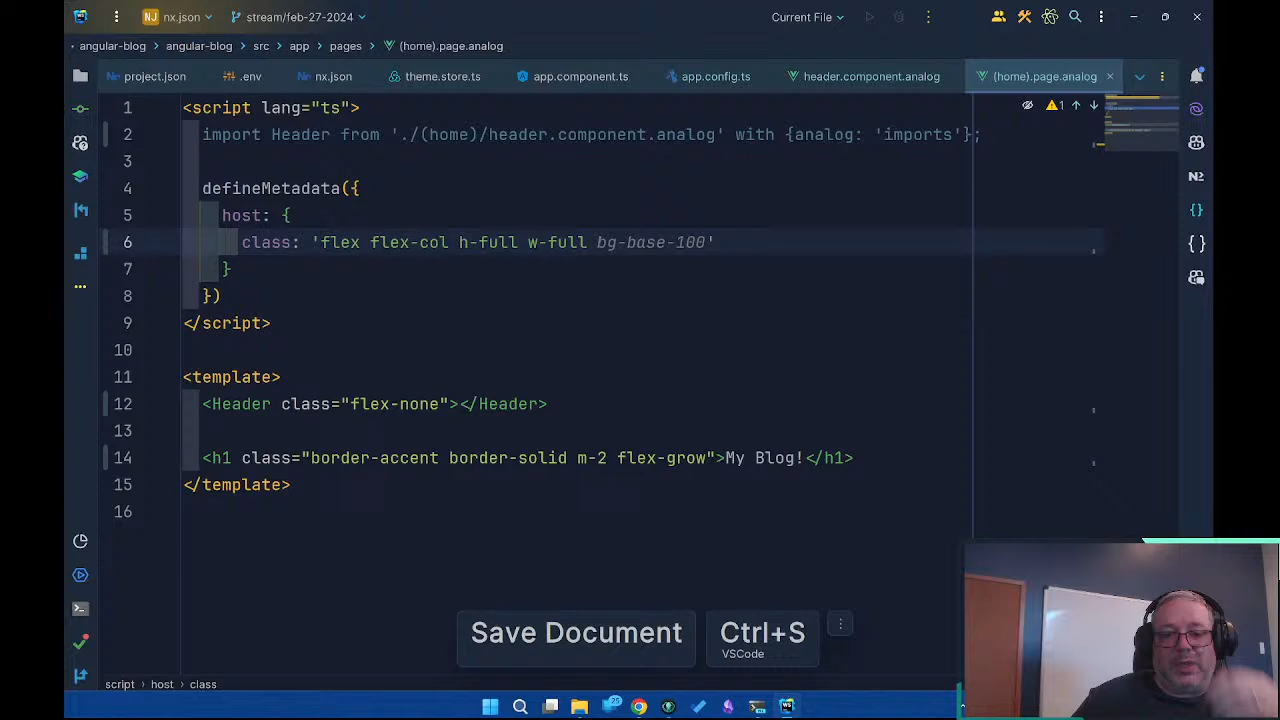 NJ nx.json stream/feb-27-2024 Current File
angular-blog angular-blog src app pages (home).page.analog
project.json .env nx.json theme.store.ts app.component.ts app.config.ts header.component.analog (home).page.analog
1 <script lang="ts">
2 import Header from './(home)/header.component.analog' with {analog: 'imports'};
3
4 defineMetadata({
5 host: {
6 class: 'flex flex-col h-full w-full bg-base-100'
7 }
8 })
9 </script>
10
11 <template>
12 <Header class="flex-none"></Header>
13
14 <h1 class="border-accent border-solid m-2 flex-grow">My Blog!</h1>
15 </template>
16
1
Save Document
Ctrl+S
VSCode
script host class